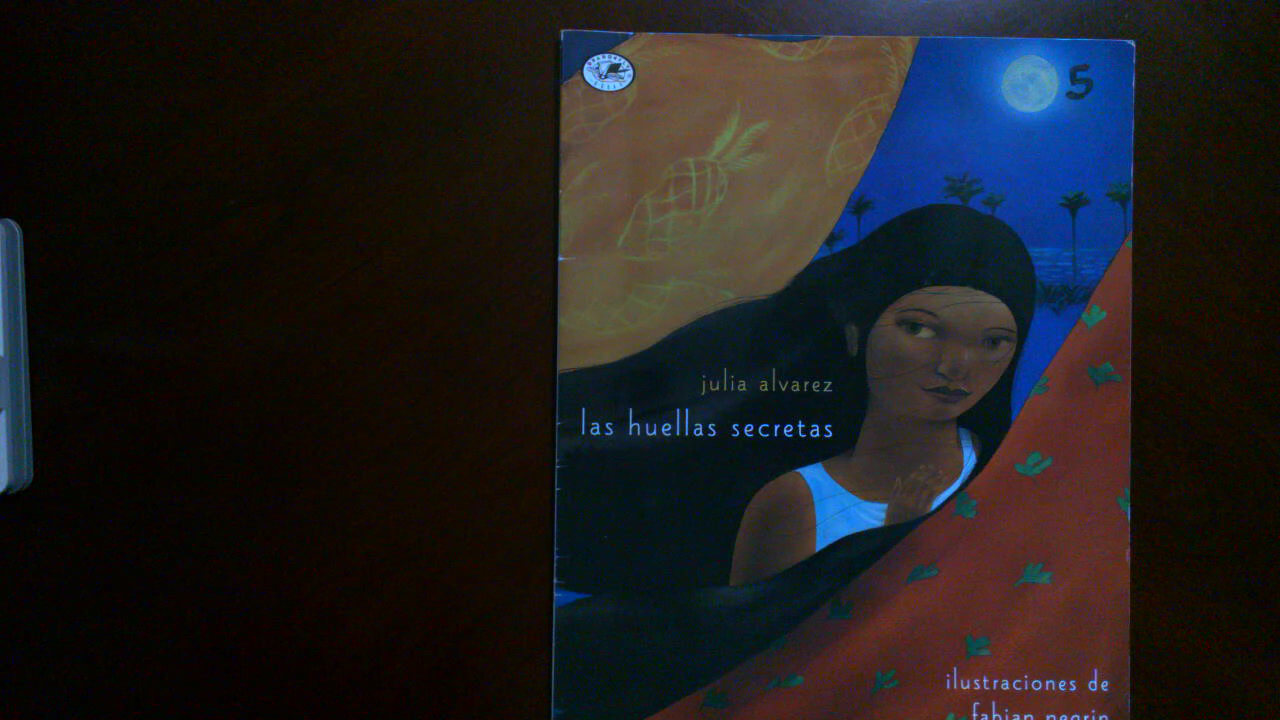 5
julia alvarez
las huellas secretas
ilustraciones de
fabian negrin